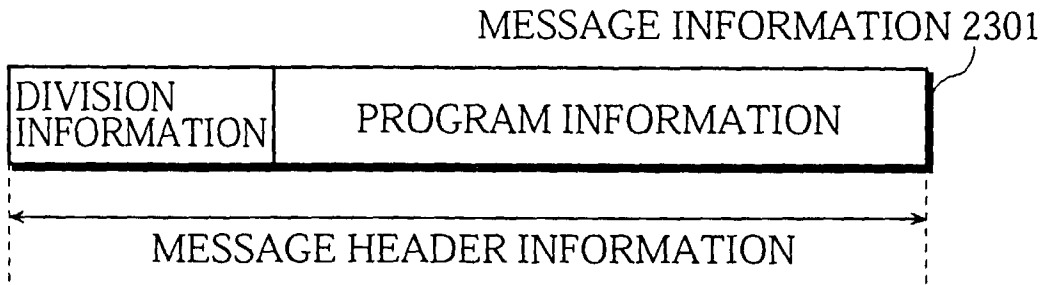 MESSAGE INFORMATION 2301
DIVISION
INFORMATION
PROGRAM INFORMATION
MESSAGE HEADER INFORMATION